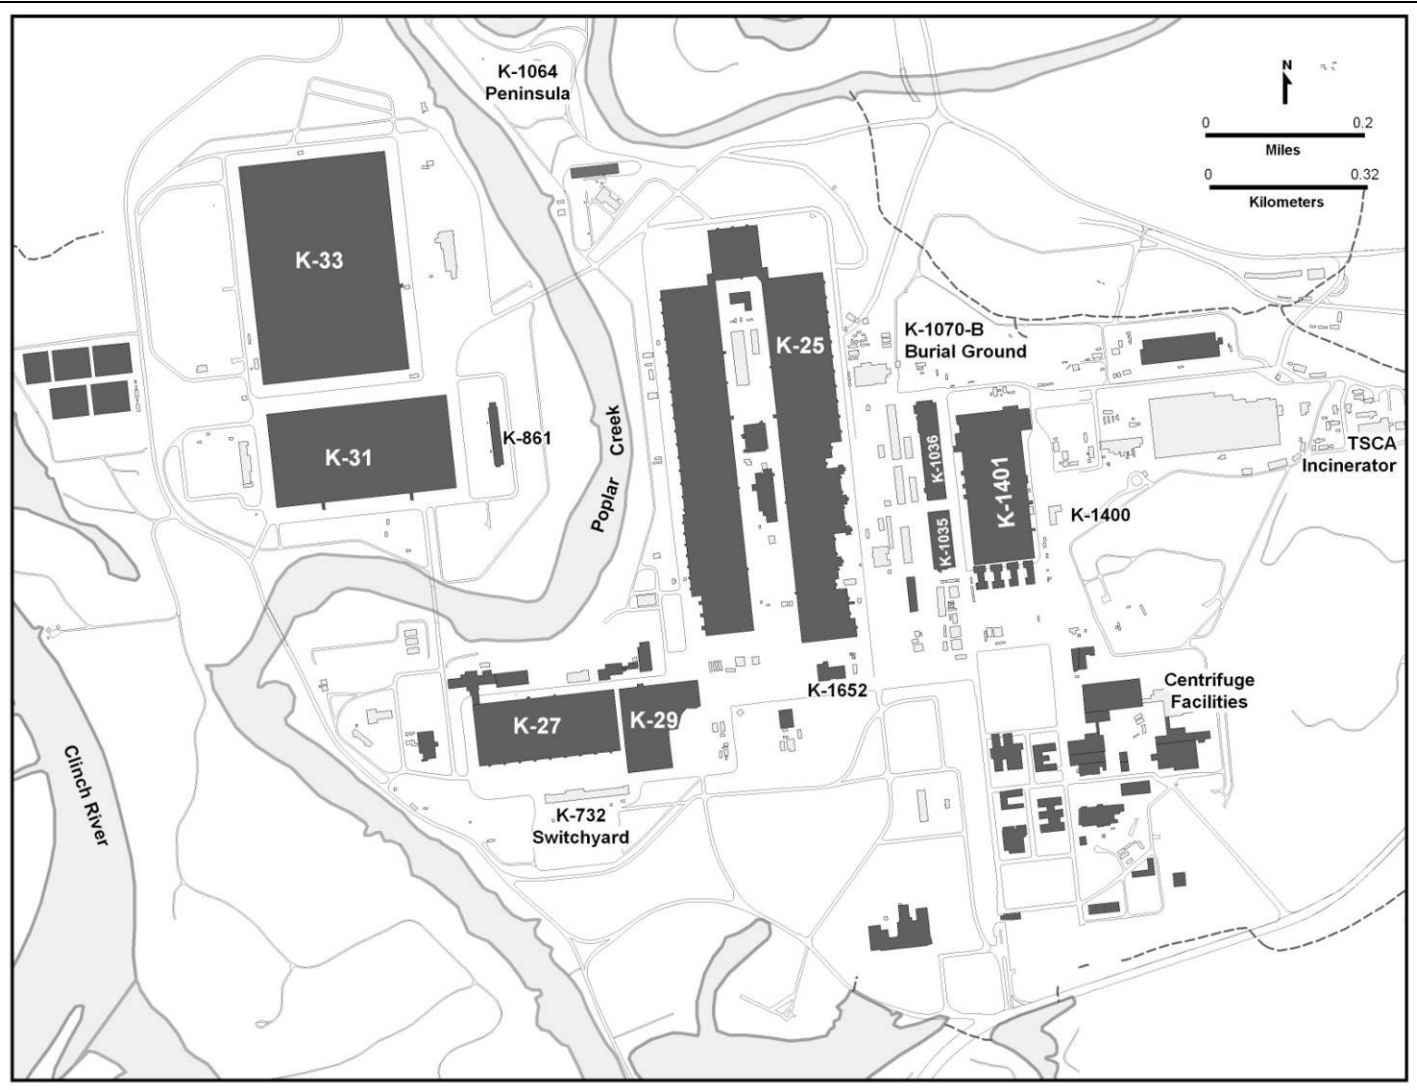 K-1064
Peninsula
N
0 0.2
Miles
0 0.32
Kilometers
K-33
K-25
K-1070-B
Burial Ground
K-861
K-31
Poplar Creek
K-1036
K-1401
TSCA
Incinerator
K-1400
K-1035
K-1652
Centrifuge
Facilities
K-27
K-29
Clinch River
K-732
Switchyard